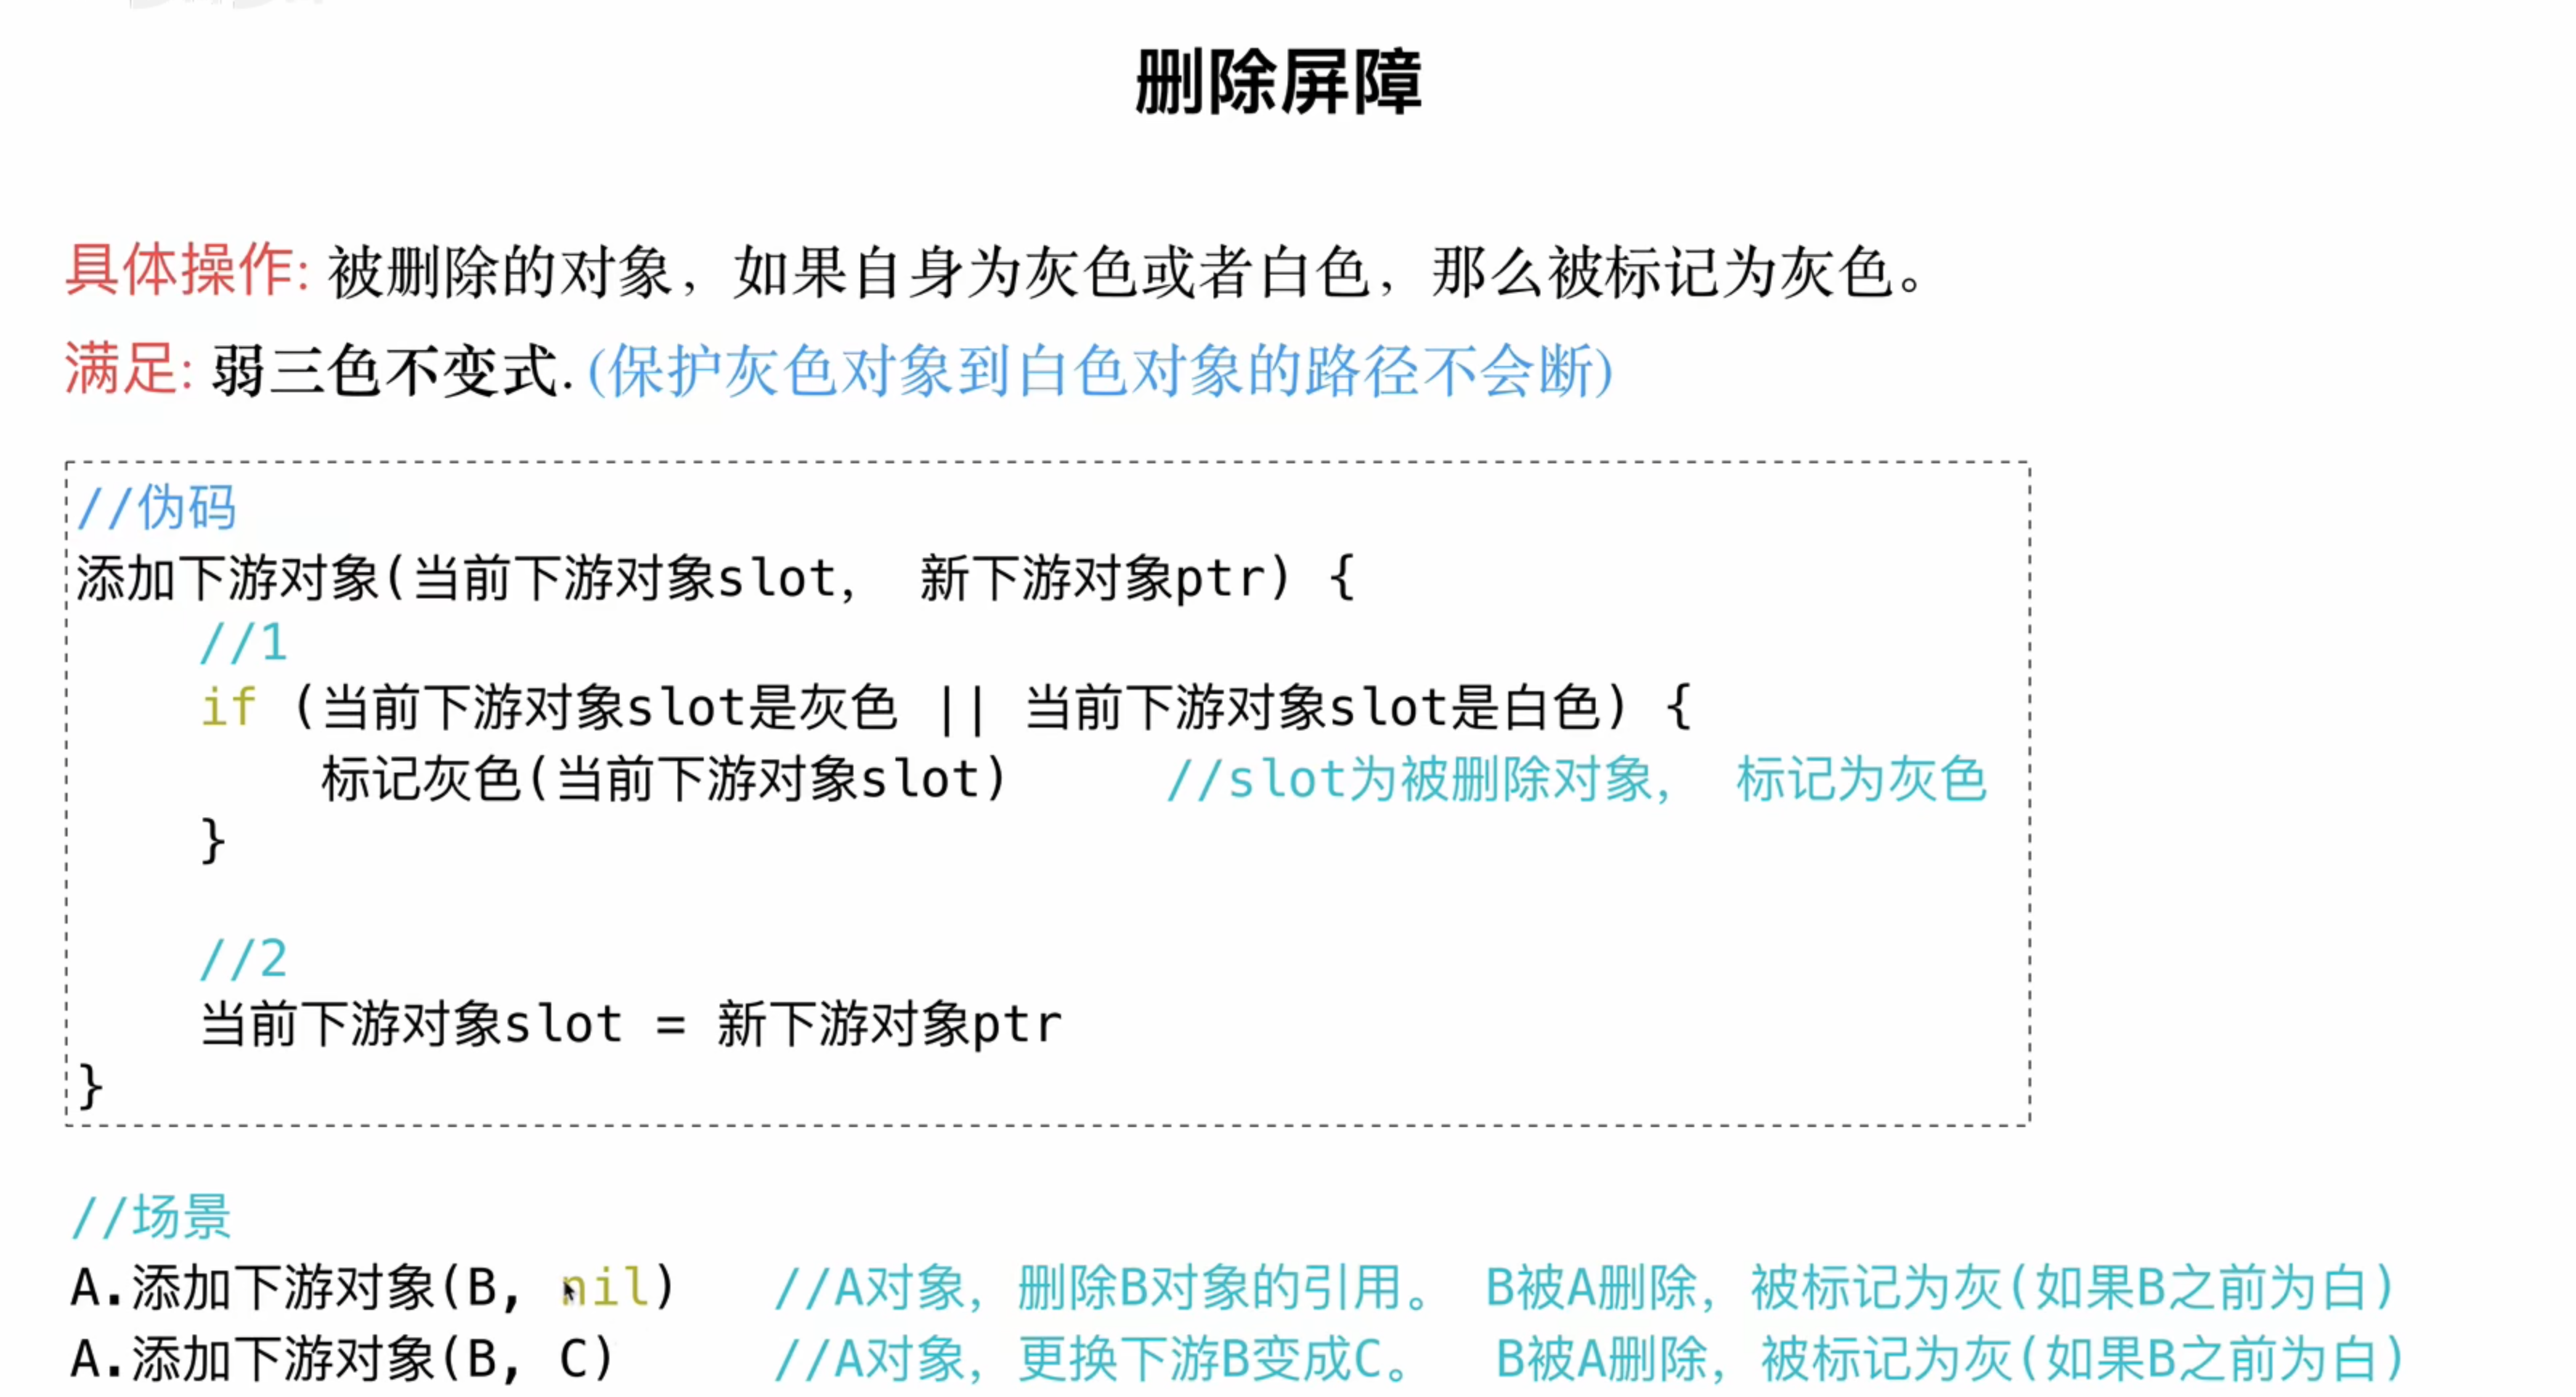 删除屏障
具体操作: 被删除的对象，如果自身为灰色或者白色，那么被标记为灰色。
满足: 弱三色不变式. (保护灰色对象到白色对象的路径不会断)
//伪码
添加下游对象(当前下游对象slot， 新下游对象ptr) {
//1
if (当前下游对象slot是灰色 || 当前下游对象slot是白色) {
标记灰色(当前下游对象slot) //slot为被删除对象， 标记为灰色
}
//2
当前下游对象slot = 新下游对象ptr
}
//场景
A.添加下游对象(B, nil) //A对象，删除B对象的引用。 B被A删除，被标记为灰(如果B之前为白)
A.添加下游对象(B, C) //A对象，更换下游B变成C。 B被A删除，被标记为灰(如果B之前为白)